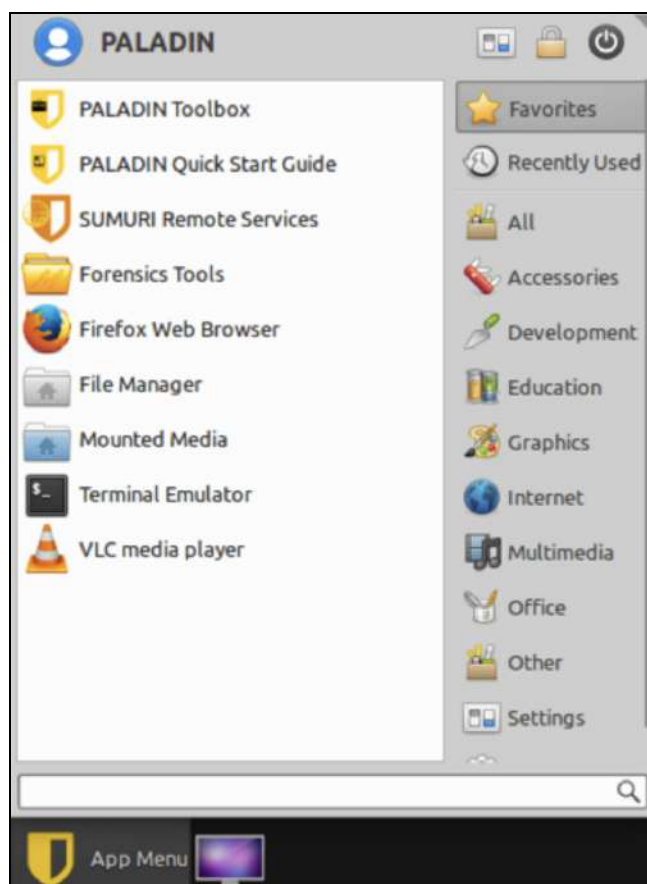 PALADIN
PALADIN Toolbox
PALADIN Quick Start Guide
SUMURI Remote Services
Forensics Tools
Firefox Web Browser
File Manager
Mounted Media
$_
Terminal Emulator
VLC media player
Favorites
Recently Used
All
Accessories
Development
Education
Graphics
Internet
Multimedia
Office
Other
Settings
App Menu